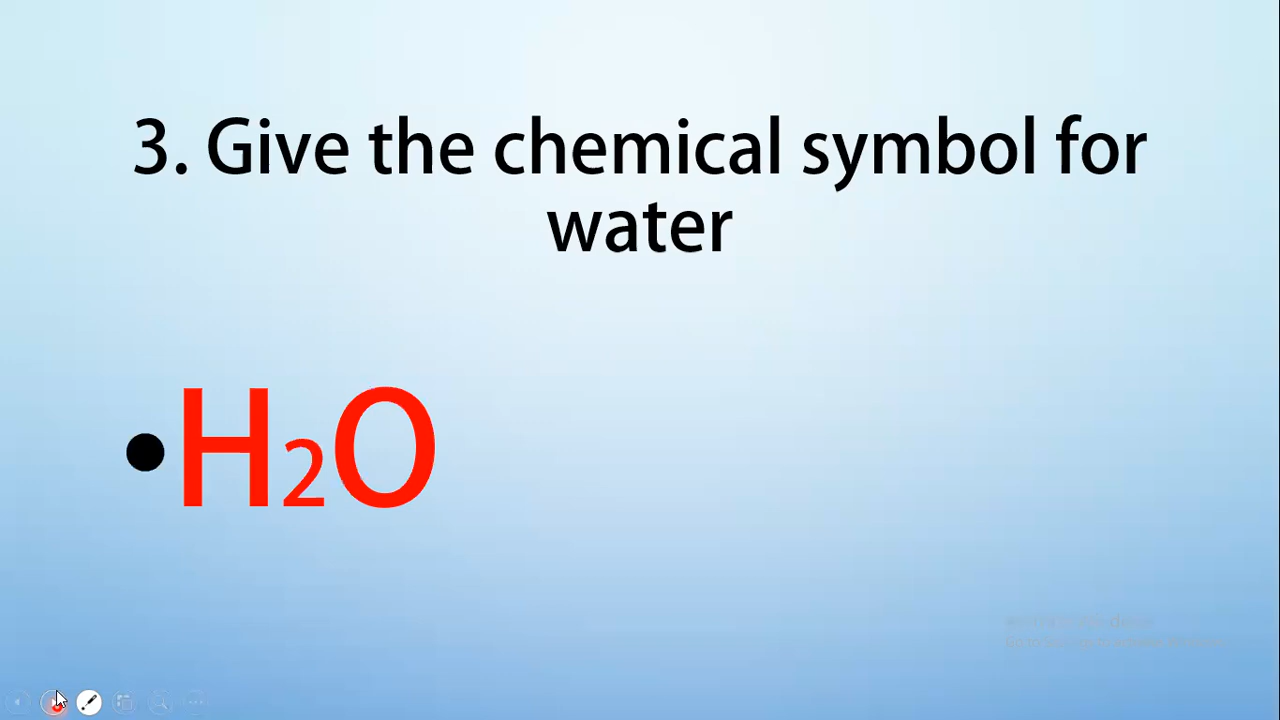 3. Give the chemical symbol for
water
•H₂O